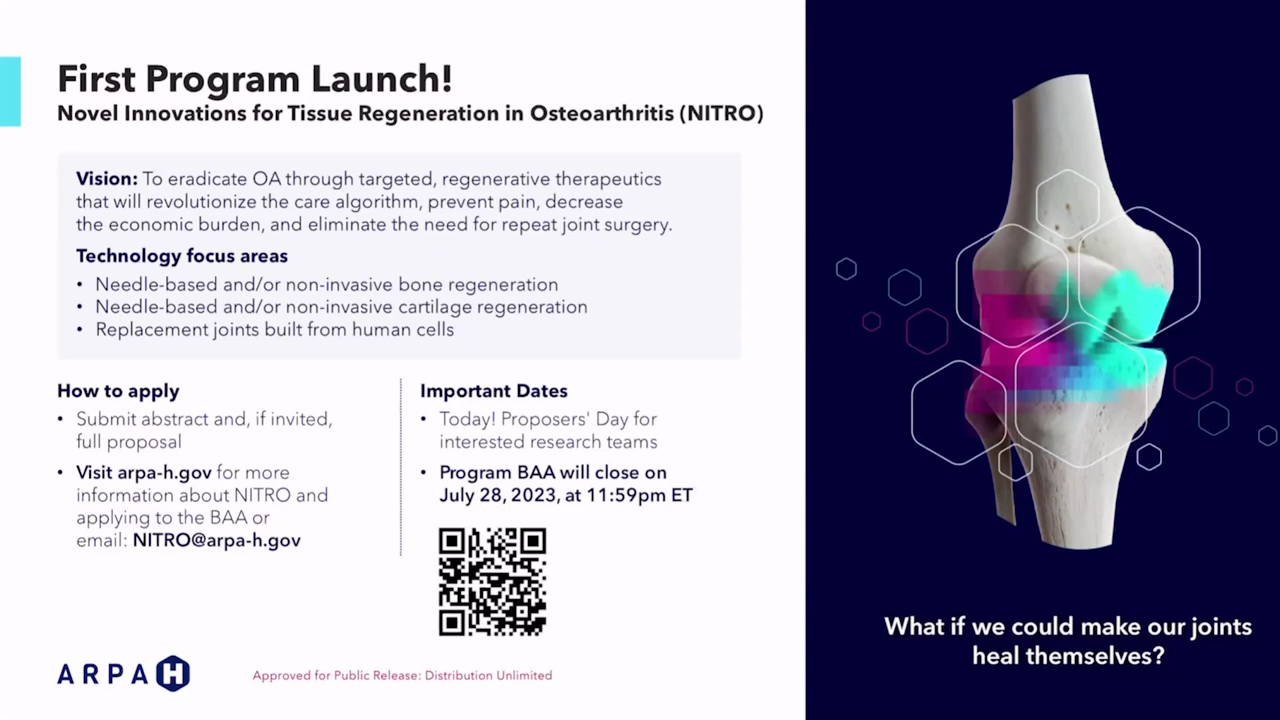 First Program Launch!
Novel Innovations for Tissue Regeneration in Osteoarthritis (NITRO)
Vision: To eradicate OA through targeted, regenerative therapeutics
that will revolutionize the care algorithm, prevent pain, decrease
the economic burden, and eliminate the need for repeat joint surgery.
Technology focus areas
• Needle-based and/or non-invasive bone regeneration
• Needle-based and/or non-invasive cartilage regeneration
• Replacement joints built from human cells
How to apply
• Submit abstract and, if invited,
full proposal
• Visit arpa-h.gov for more
information about NITRO and
applying to the BAA or
email: NITRO@arpa-h.gov
Important Dates
• Today! Proposers' Day for
interested research teams
• Program BAA will close on
July 28, 2023, at 11:59pm ET
ARPA H
Approved for Public Release: Distribution Unlimited
What if we could make our joints
heal themselves?